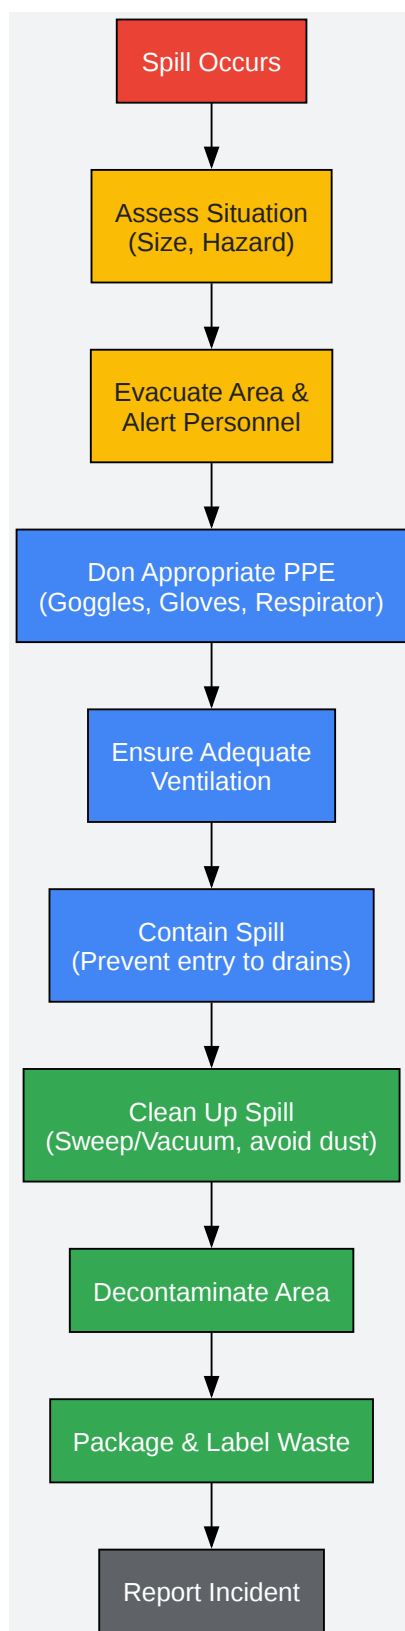 Spill Occurs
Assess Situation
(Size, Hazard)
Evacuate Area &
Alert Personnel
Don Appropriate PPE
(Goggles, Gloves, Respirator)
Ensure Adequate
Ventilation
Contain Spill
(Prevent entry to drains)
Clean Up Spill
(Sweep/Vacuum, avoid dust)
Decontaminate Area
Package & Label Waste
Report Incident